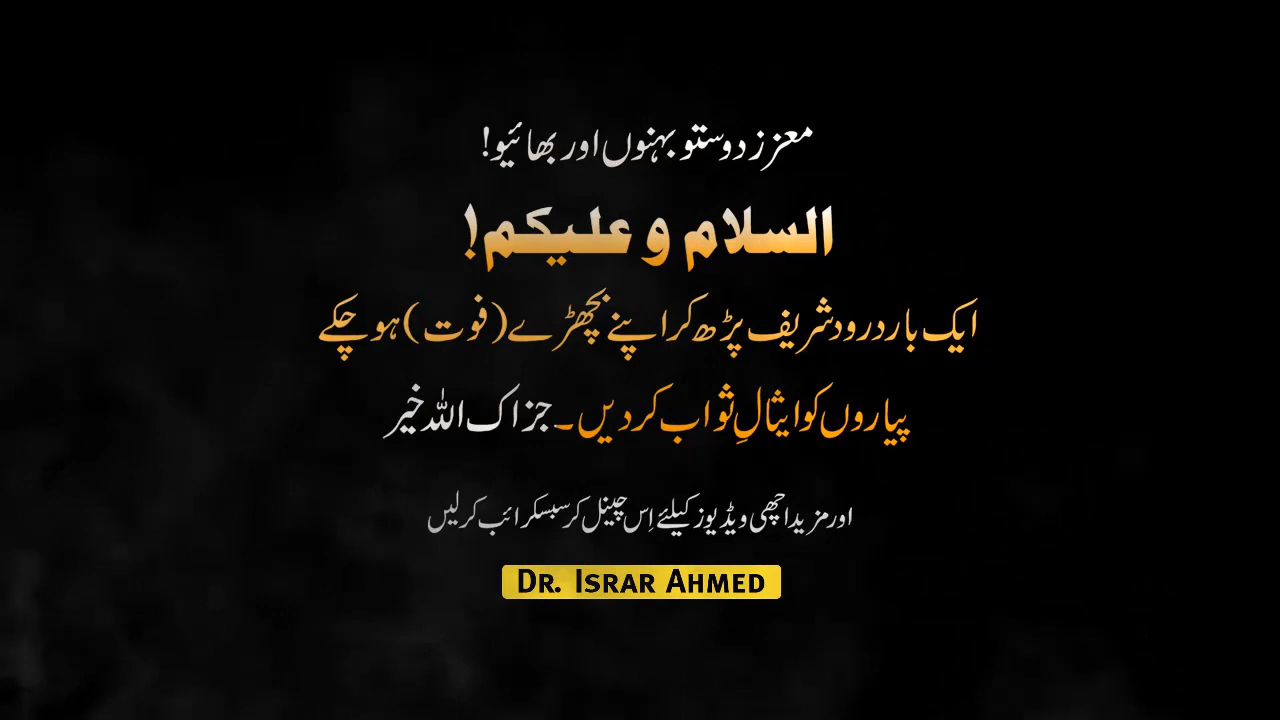 معزز دوستو بہنوں اور بھائیو!
السلام و علیکم!
ایک بار درود شریف پڑھ کر اپنے بچھڑے (فوت) ہو چکے
پیاروں کو ایثالِ ثواب کر دیں۔ جزاک اللہ خیر
اور مزید اچھی ویڈیوز کیلئے اِس چینل کر سبسکرائب کر لیں
DR. ISRAR AHMED